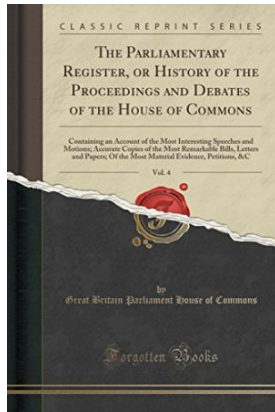 CLASSIC REPRINT SERIES
THE PARLIAMENTARY
REGISTER, OR HISTORY OF THE
PROCEEDINGS AND DEBATES
OF THE HOUSE OF COMMONS
Containing an Account of the Most Interesting Speeches and
Motions; Accurate Copies of the Most Remarkable Bills, Letters
and Papers; Of the Most Material Evidence, Petitions, &C
Vol. 4
by
Great Britain Parliament House of Commons
Forgotten Books